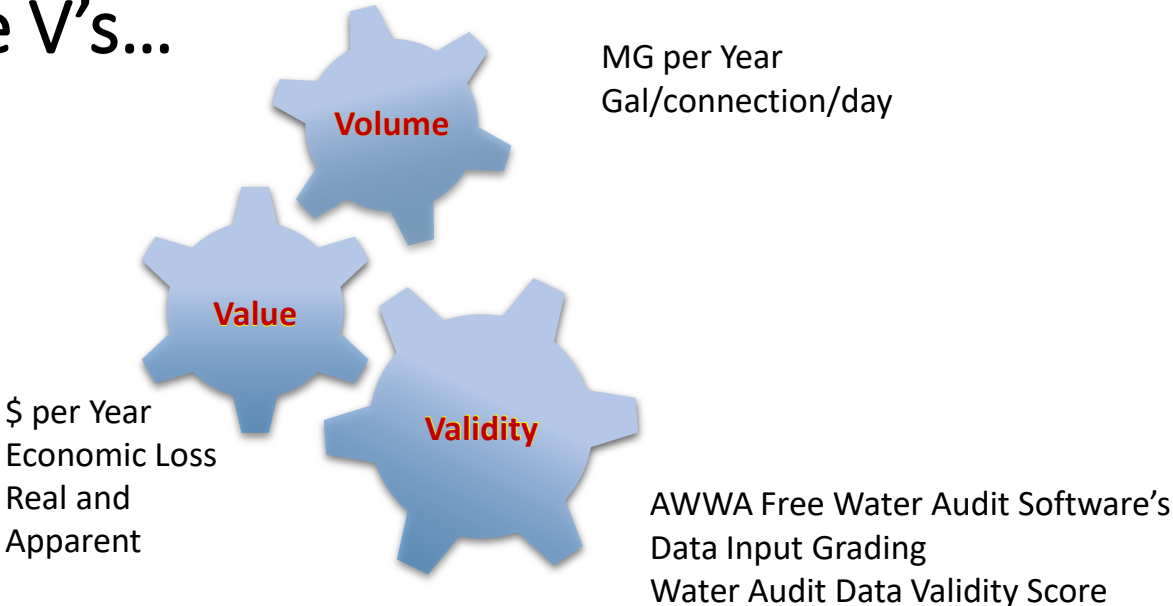 e V’s…
MG per Year
Gal/connection/day
Volume
Value
$ per Year
Economic Loss
Real and
Apparent
Validity
AWWA Free Water Audit Software’s
Data Input Grading
Water Audit Data Validity Score